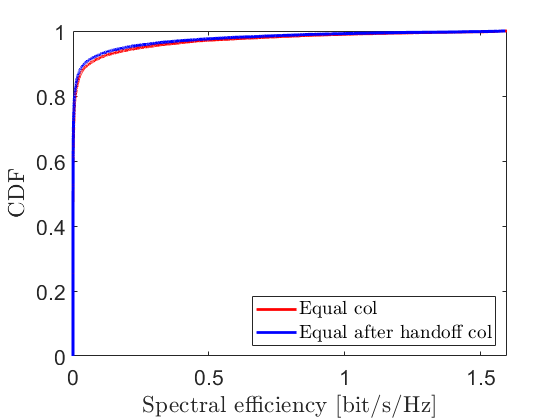 1
0.8
0.6
0.4
0.2
0
CDF
Equal col
Equal after handoff col
0
0.5
1
1.5
Spectral efficiency [bit/s/Hz]